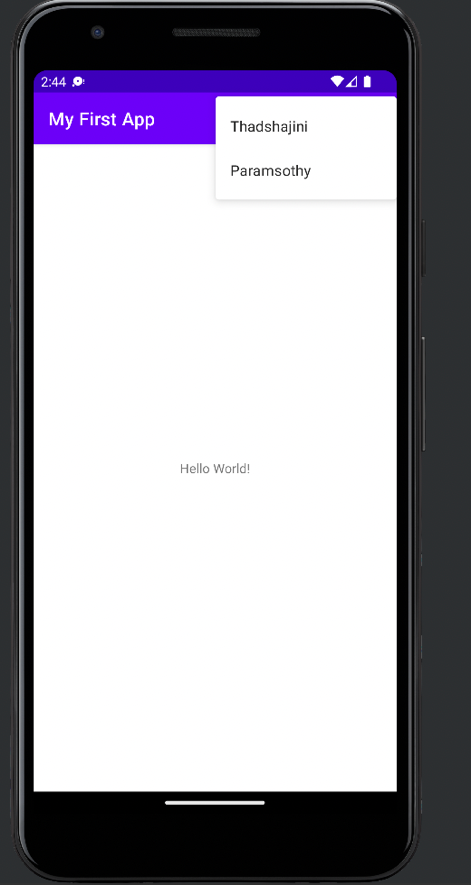 2:44
My First App
Thadshajini
Paramsothy
Hello World!